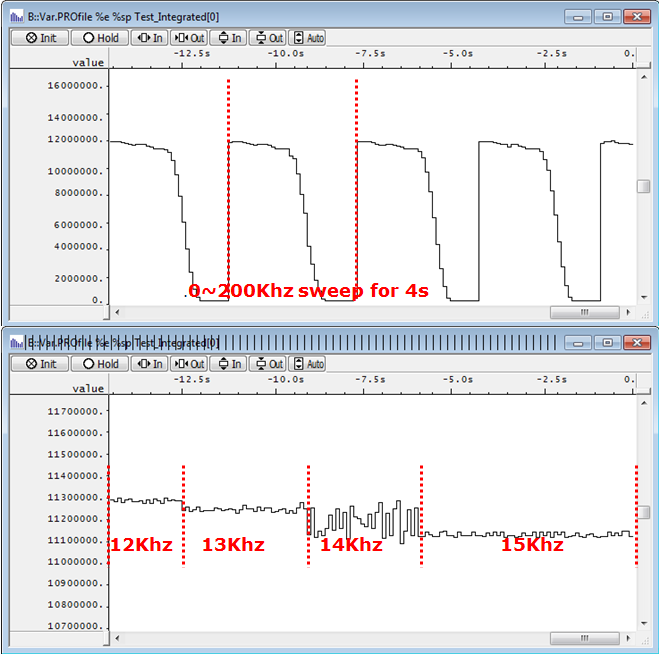 B::Var.PROfile %e %sp Test_Integrated[0]
Init Hold In Out In Out Auto
-12.5s -10.0s -7.5s -5.0s -2.5s 0.
value
16000000.
14000000.
12000000.
10000000.
8000000.
6000000.
4000000.
2000000.
0.
.0~200Khz sweep for 4s
B::Var.PROfile %e %sp Test_Integrated[0]
Init Hold In Out In Out Auto
-12.5s -10.0s -7.5s -5.0s -2.5s 0.
value
11700000.
11600000.
11500000.
11400000.
11300000.
11200000.
11100000.
11000000.
10900000.
10800000.
10700000.
12Khz 13Khz 14Khz 15Khz